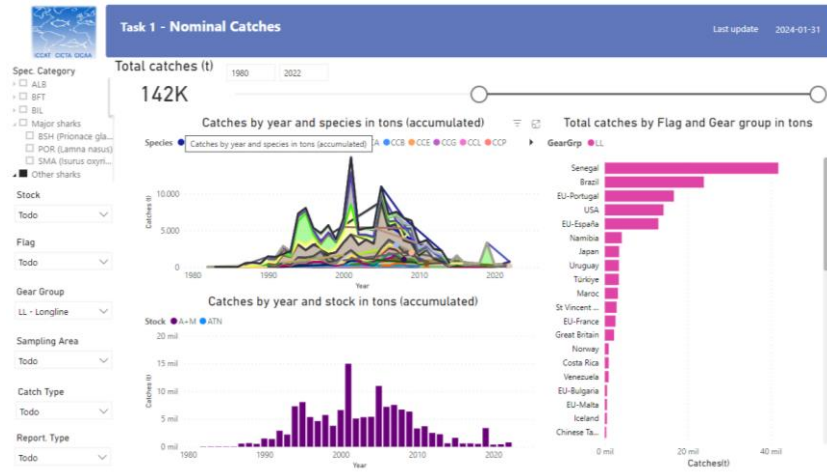 Task 1 - Nominal Catches
Last update 2024-01-31
ICCAT CICTA CICAA
Spec. Category
ALB
BFT
BIL
Major sharks
BSH (Prionace gla...
POR (Lamna nasus)
SMA (Isurus oxyri...
Other sharks
Stock
Todo
Flag
Todo
Gear Group
LL - Longline
Sampling Area
Todo
Catch Type
Todo
Report. Type
Todo
Total catches (t)
1980 2022
142K
Catches by year and species in tons (accumulated)
Species
Catches by year and species in tons (accumulated)
CCB CCE CCG CCL CCP
Catches (t)
10.000
5.000
0
1980 1990 2000 2010 2020
Year
Catches by year and stock in tons (accumulated)
Stock A+M ATN
Catches (t)
20 mil
15 mil
10 mil
5 mil
0 mil
1980 1990 2000 2010 2020
Year
Total catches by Flag and Gear group in tons
GearGrp LL
Senegal
Brazil
EU-Portugal
USA
EU-España
Namibia
Japan
Uruguay
Türkiye
Maroc
St Vincent ...
EU-France
Great Britain
Norway
Costa Rica
Venezuela
EU-Bulgaria
EU-Malta
Iceland
Chinese Ta...
0 mil 20 mil 40 mil
Catches(t)